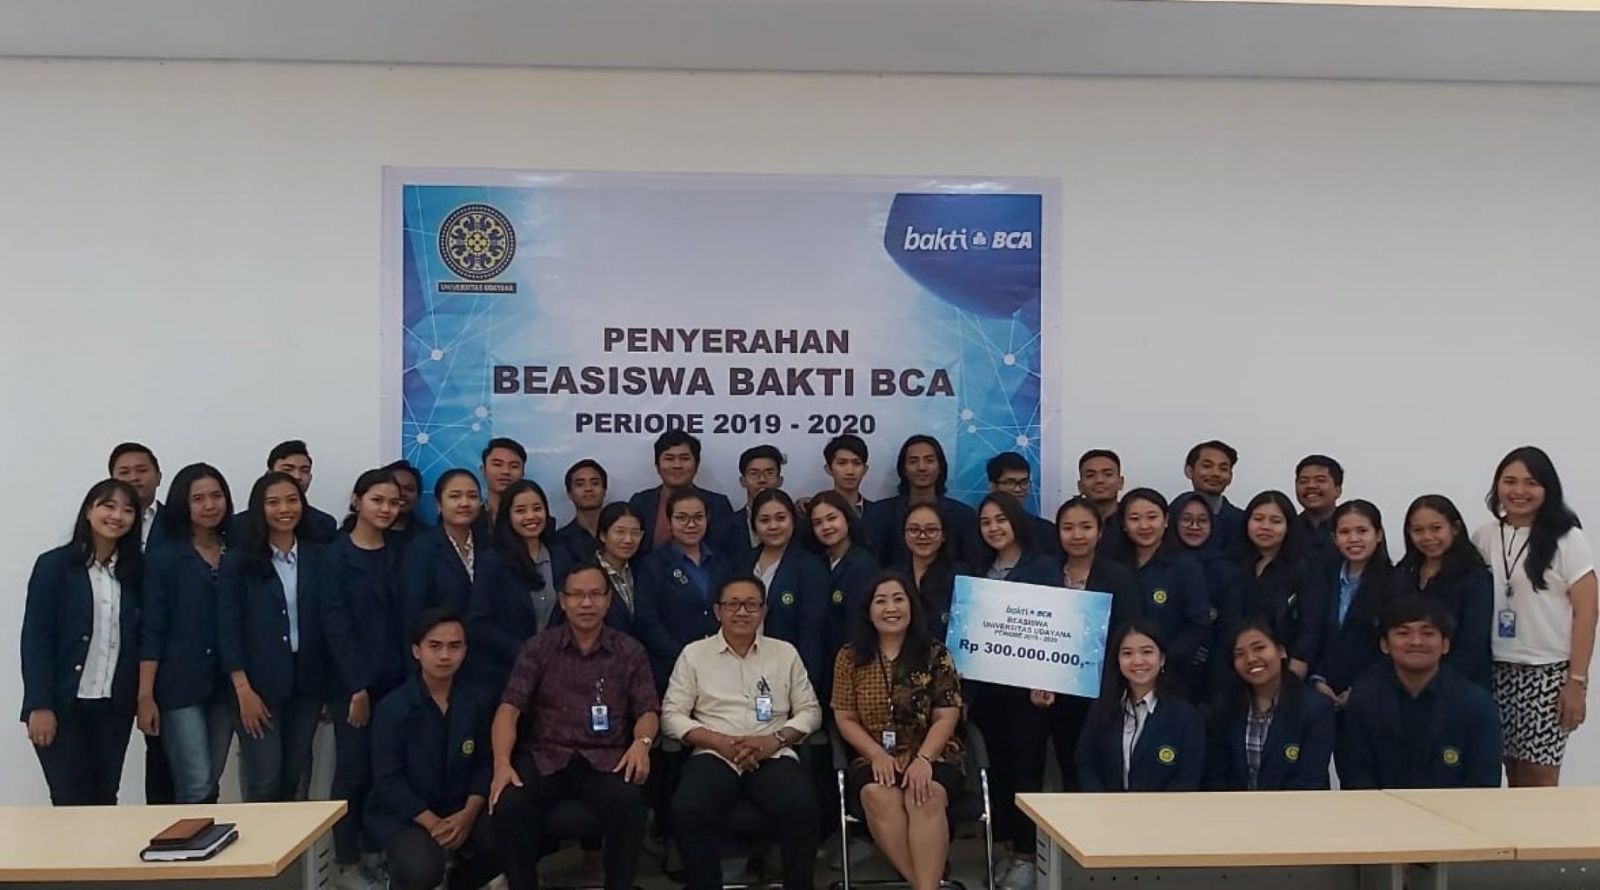 UNIVERSITAS UDAYANA
bakti BCA
PENYERAHAN
BEASISWA BAKTI BCA
PERIODE 2019 - 2020
bakti BCA
BEASISWA
UNIVERSITAS UDAYANA
PERIODE 2019 - 2020
Rp 300.000.000,-